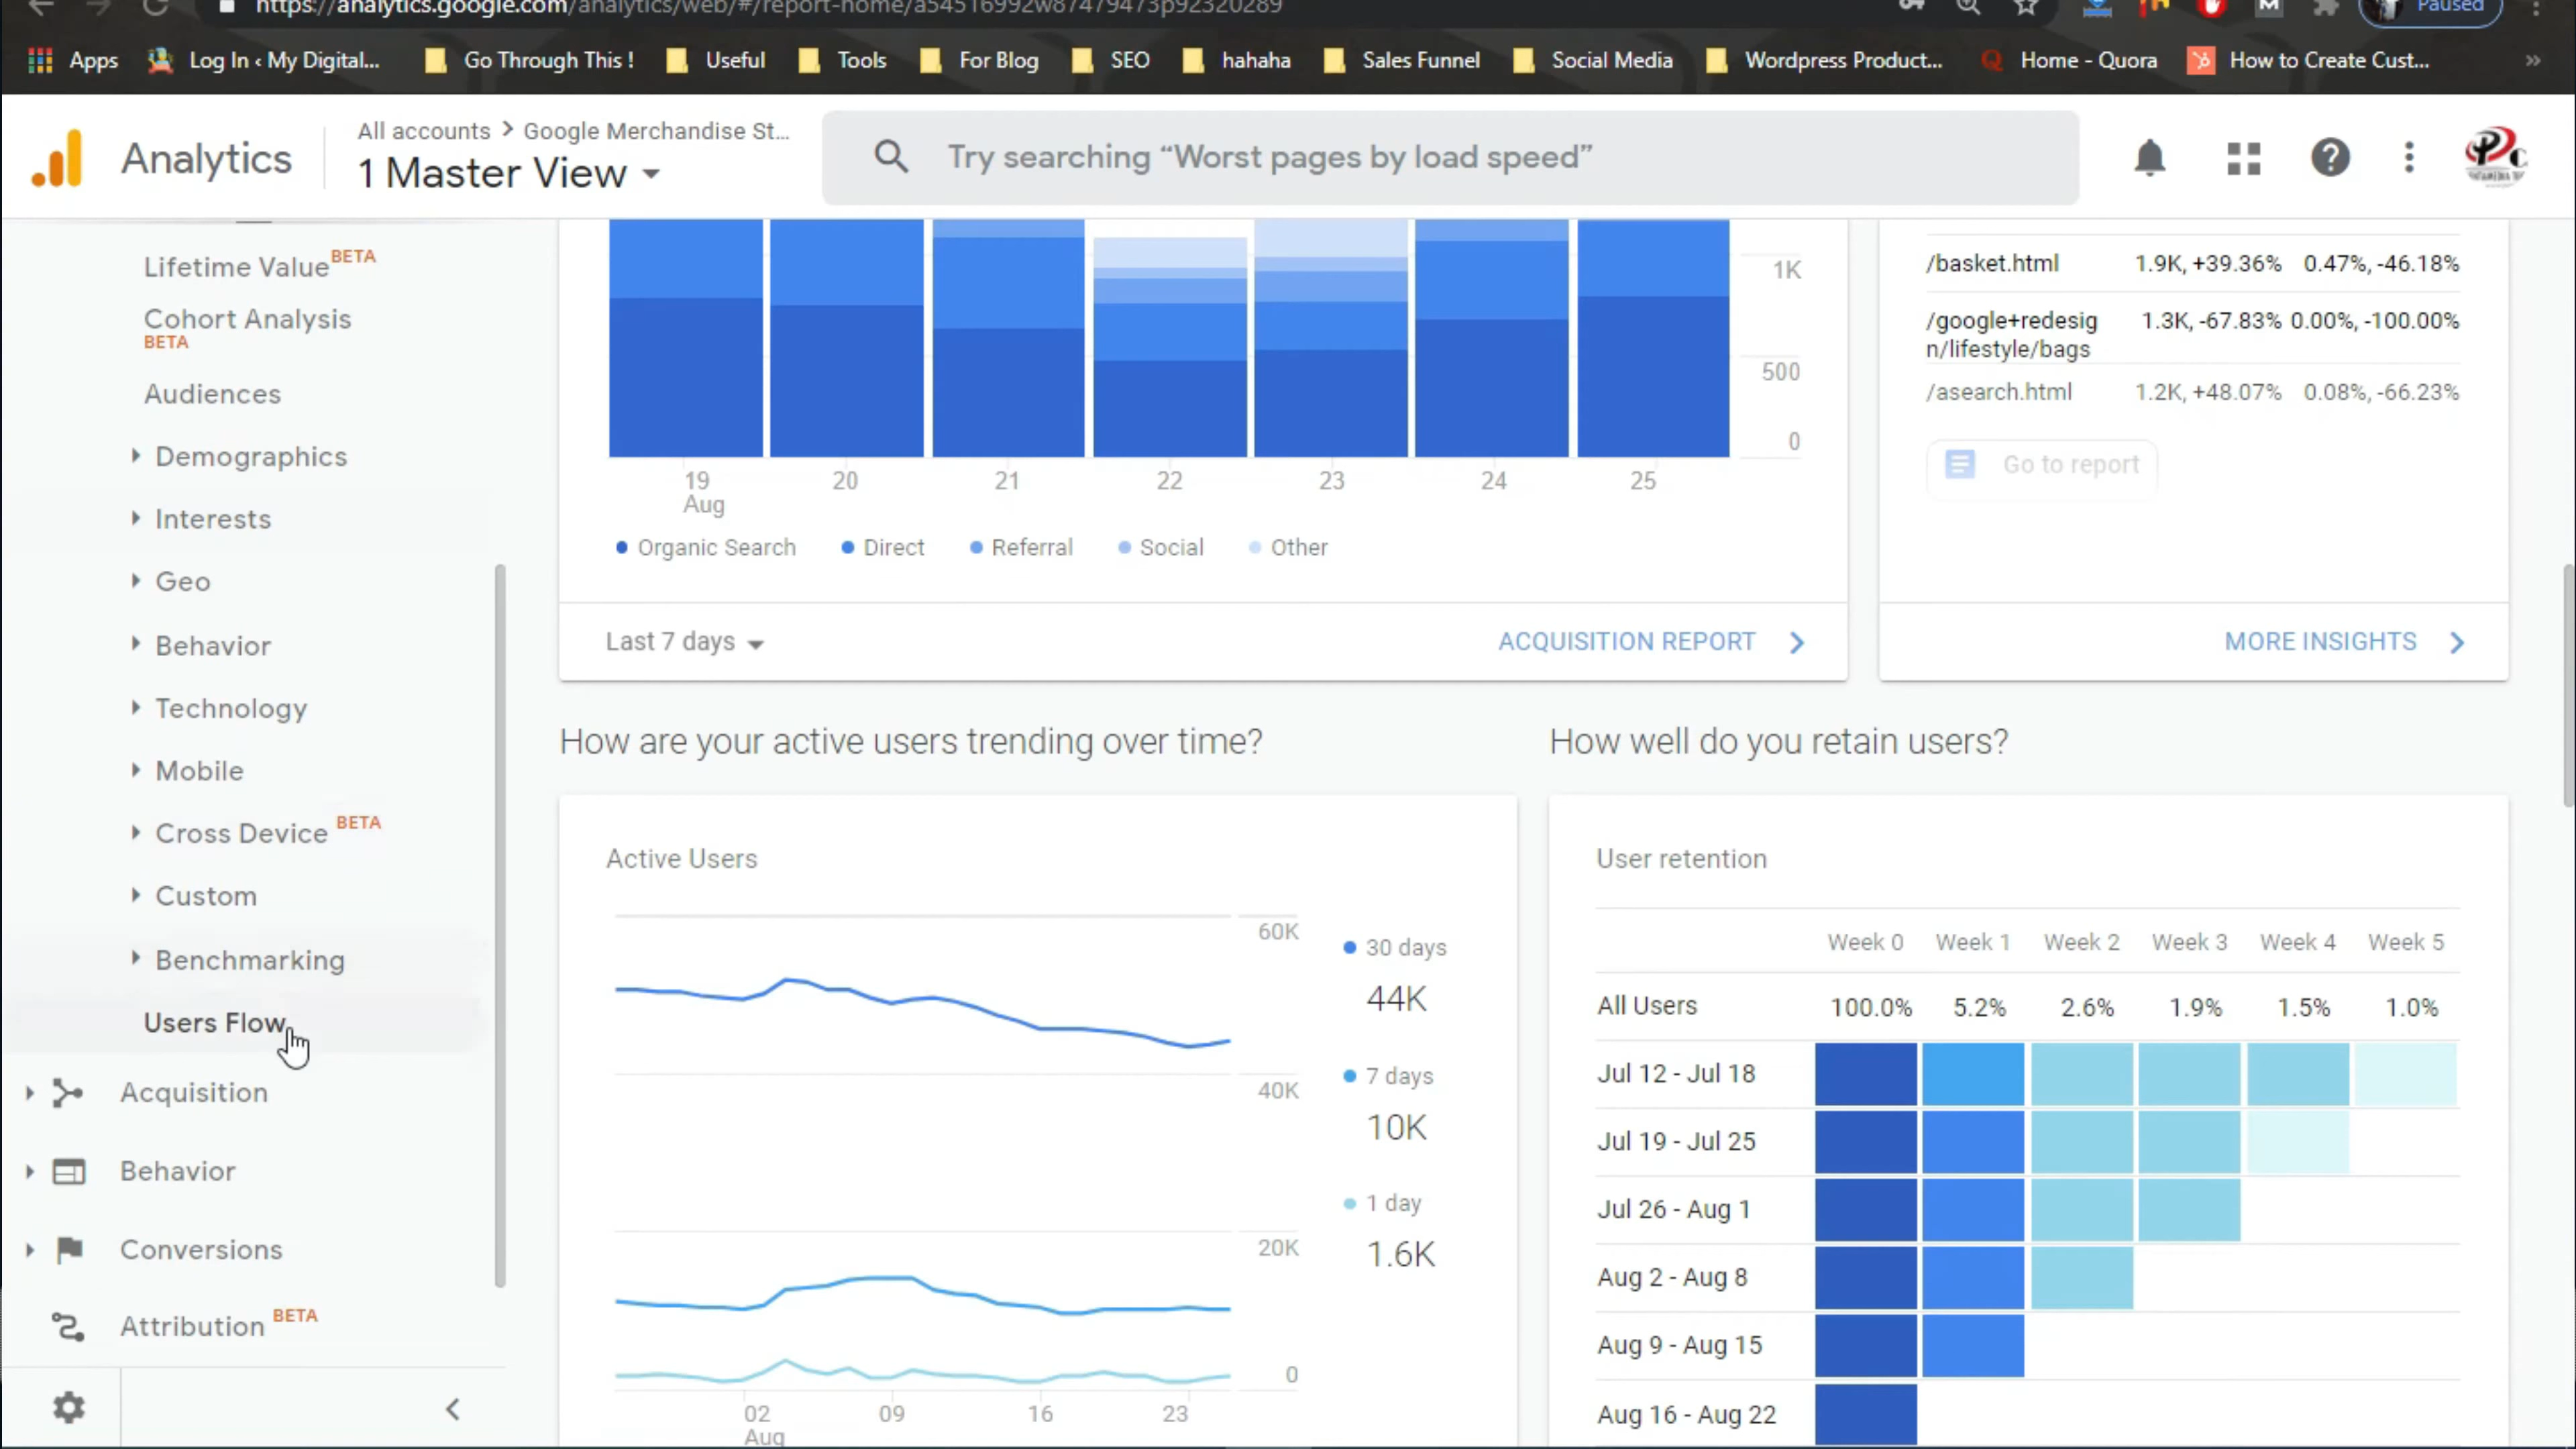 https://analytics.google.com/analytics/web/#/report-home/a54516992w87479473p92320289
Paused
Apps
Log In ‹ My Digital...
Go Through This !
Useful
Tools
For Blog
SEO
hahaha
Sales Funnel
Social Media
Wordpress Product...
Home - Quora
How to Create Cust...
»
Analytics
All accounts > Google Merchandise St...
1 Master View
Try searching “Worst pages by load speed”
Lifetime Value BETA
Cohort Analysis
BETA
Audiences
Demographics
Interests
Geo
Behavior
Technology
Mobile
Cross Device BETA
Custom
Benchmarking
Users Flow
Acquisition
Behavior
Conversions
Attribution BETA
1K
500
0
19 20 21 22 23 24 25
Aug
Organic Search Direct Referral Social Other
Last 7 days
ACQUISITION REPORT
/basket.html 1.9K, +39.36% 0.47%, -46.18%
/google+redesig 1.3K, -67.83% 0.00%, -100.00%
n/lifestyle/bags
/asearch.html 1.2K, +48.07% 0.08%, -66.23%
Go to report
MORE INSIGHTS
How are your active users trending over time?
Active Users
60K
40K
20K
0
02 09 16 23
Aug
30 days
44K
7 days
10K
1 day
1.6K
How well do you retain users?
User retention
Week 0 Week 1 Week 2 Week 3 Week 4 Week 5
All Users 100.0% 5.2% 2.6% 1.9% 1.5% 1.0%
Jul 12 - Jul 18
Jul 19 - Jul 25
Jul 26 - Aug 1
Aug 2 - Aug 8
Aug 9 - Aug 15
Aug 16 - Aug 22